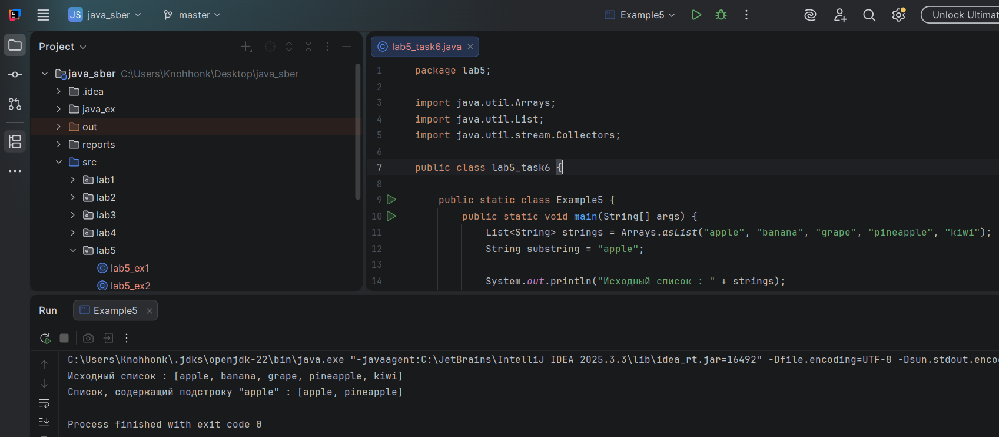 JS java_sber master Example5 Unlock Ultimat
Project
java_sber C:\Users\Knohhonk\Desktop\java_sber
.idea
java_ex
out
reports
src
lab1
lab2
lab3
lab4
lab5
lab5_ex1
lab5_ex2
lab5_task6.java
1 package lab5;
2
3 import java.util.Arrays;
4 import java.util.List;
5 import java.util.stream.Collectors;
6
7 public class lab5_task6 {
8
9 public static class Example5 {
10 public static void main(String[] args) {
11 List<String> strings = Arrays.asList("apple", "banana", "grape", "pineapple", "kiwi");
12 String substring = "apple";
13
14 System.out.println("Исходный список : " + strings);
Run Example5
C:\Users\Knohhonk\.jdks\openjdk-22\bin\java.exe "-javaagent:C:\JetBrains\IntelliJ IDEA 2025.3.3\lib\idea_rt.jar=16492" -Dfile.encoding=UTF-8 -Dsun.stdout.enco
Исходный список : [apple, banana, grape, pineapple, kiwi]
Список, содержащий подстроку "apple" : [apple, pineapple]
Process finished with exit code 0